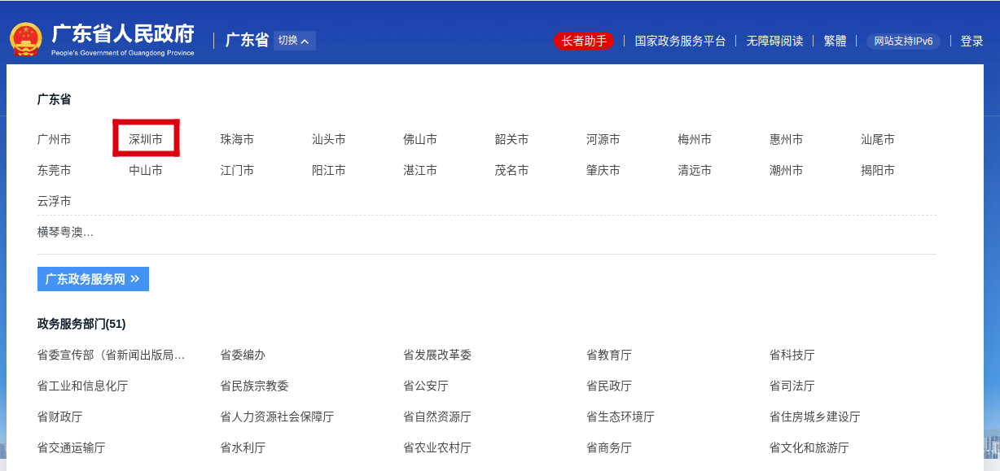 广东省人民政府 广东省 切换 长者助手 国家政务服务平台 无障碍阅读 繁體 网站支持IPv6 登录
People's Government of Guangdong Province
广东省
广州市 深圳市 珠海市 汕头市 佛山市 韶关市 河源市 梅州市 惠州市 汕尾市
东莞市 中山市 江门市 阳江市 湛江市 茂名市 肇庆市 清远市 潮州市 揭阳市
云浮市
横琴粤澳…
广东政务服务网 »
政务服务部门(51)
省委宣传部（省新闻出版局… 省委编办 省发展改革委 省教育厅 省科技厅
省工业和信息化厅 省民族宗教委 省公安厅 省民政厅 省司法厅
省财政厅 省人力资源社会保障厅 省自然资源厅 省生态环境厅 省住房城乡建设厅
省交通运输厅 省水利厅 省农业农村厅 省商务厅 省文化和旅游厅